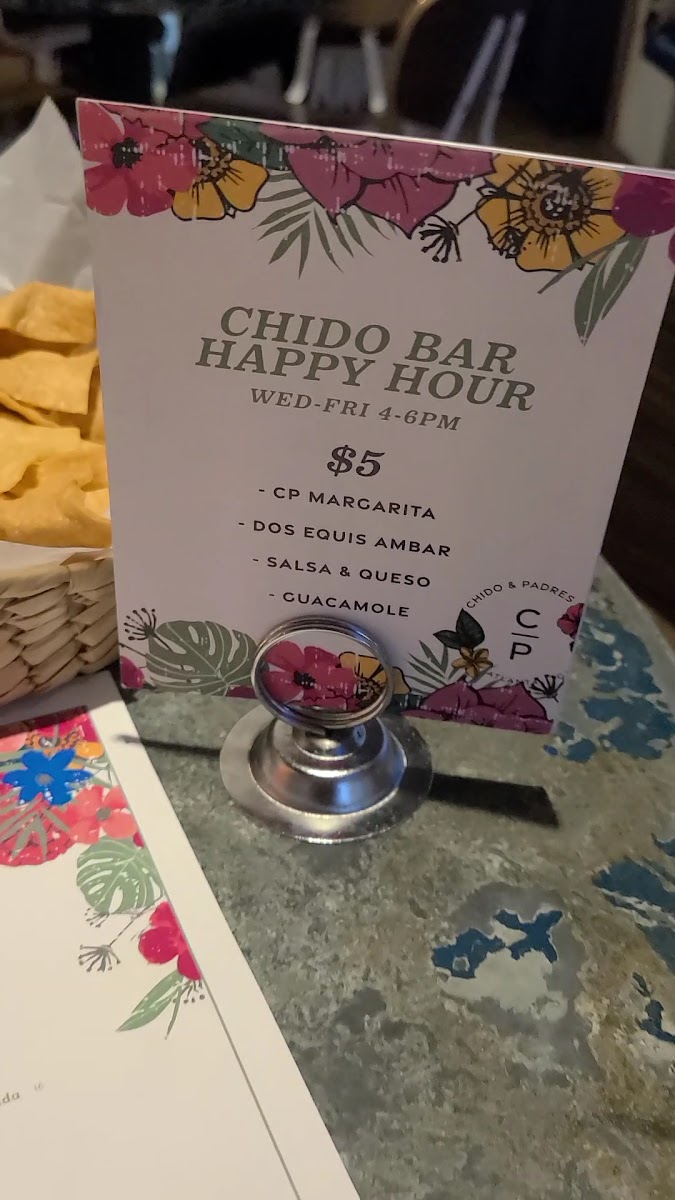 CHIDO BAR
HAPPY HOUR
WED-FRI 4-6PM
$5
- CP MARGARITA
- DOS EQUIS AMBAR
- SALSA & QUESO
- GUACAMOLE
CHIDO & PADRES
C
P